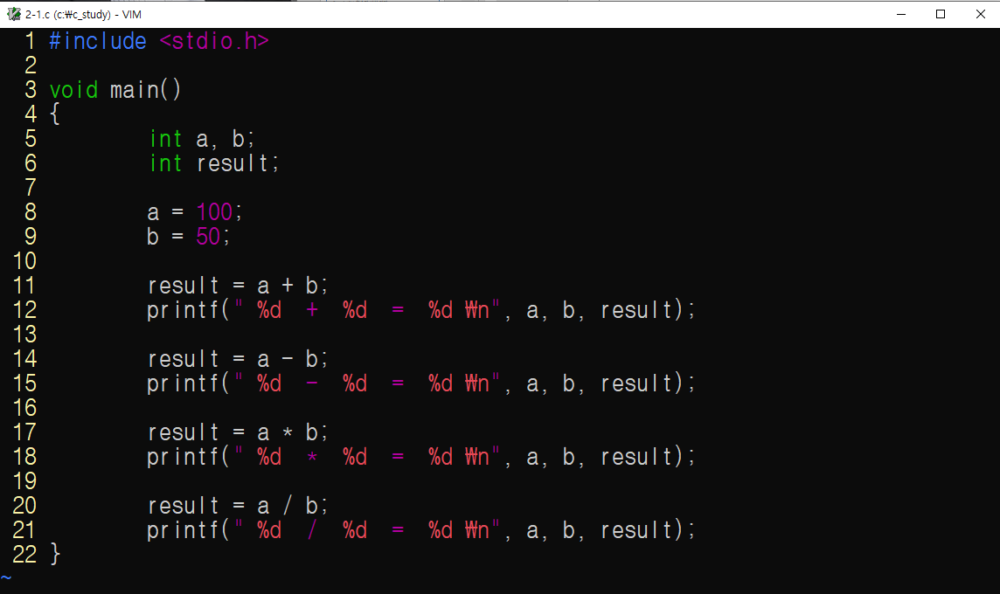 2-1.c (c:₩c_study) - VIM
1 #include <stdio.h>
2
3 void main()
4 {
5         int a, b;
6         int result;
7
8         a = 100;
9         b = 50;
10
11         result = a + b;
12         printf(" %d  +  %d  =  %d ₩n", a, b, result);
13
14         result = a - b;
15         printf(" %d  -  %d  =  %d ₩n", a, b, result);
16
17         result = a * b;
18         printf(" %d  *  %d  =  %d ₩n", a, b, result);
19
20         result = a / b;
21         printf(" %d  /  %d  =  %d ₩n", a, b, result);
22 }
~